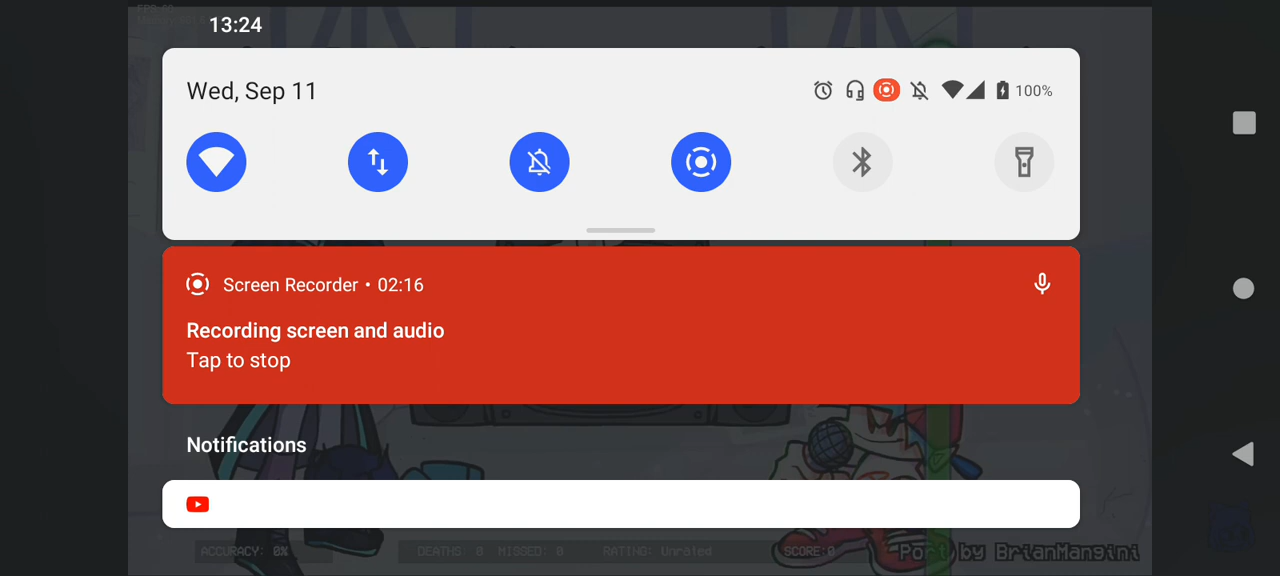 13:24
Wed, Sep 11
100%
Screen Recorder • 02:16
Recording screen and audio
Tap to stop
Notifications
ACCURACY: 0% DEATHS: 0 MISSED: 0 RATING: Unrated SCORE:0
Port by BrianMangini